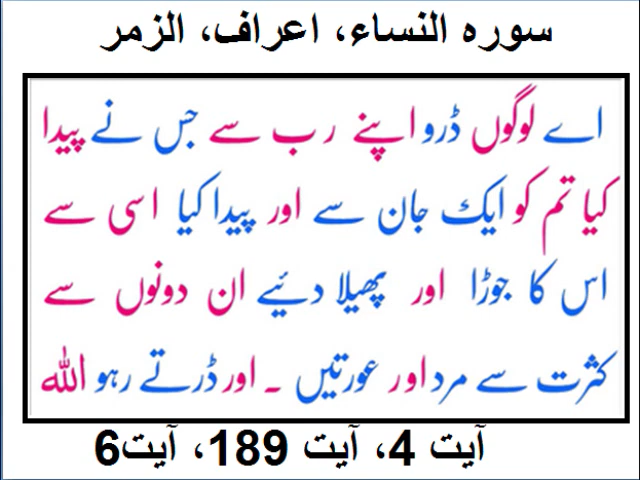 سورہ النساء، اعراف، الزمر
اے لوگوں ڈرو اپنے رب سے جس نے پیدا
کیا تم کو ایک جان سے اور پیدا کیا اسی سے
اس کا جوڑا اور پھیلا دئیے ان دونوں سے
کثرت سے مرد اور عورتیں ۔ اور ڈرتے رہو اللہ
آیت 4، آیت 189، آیت6